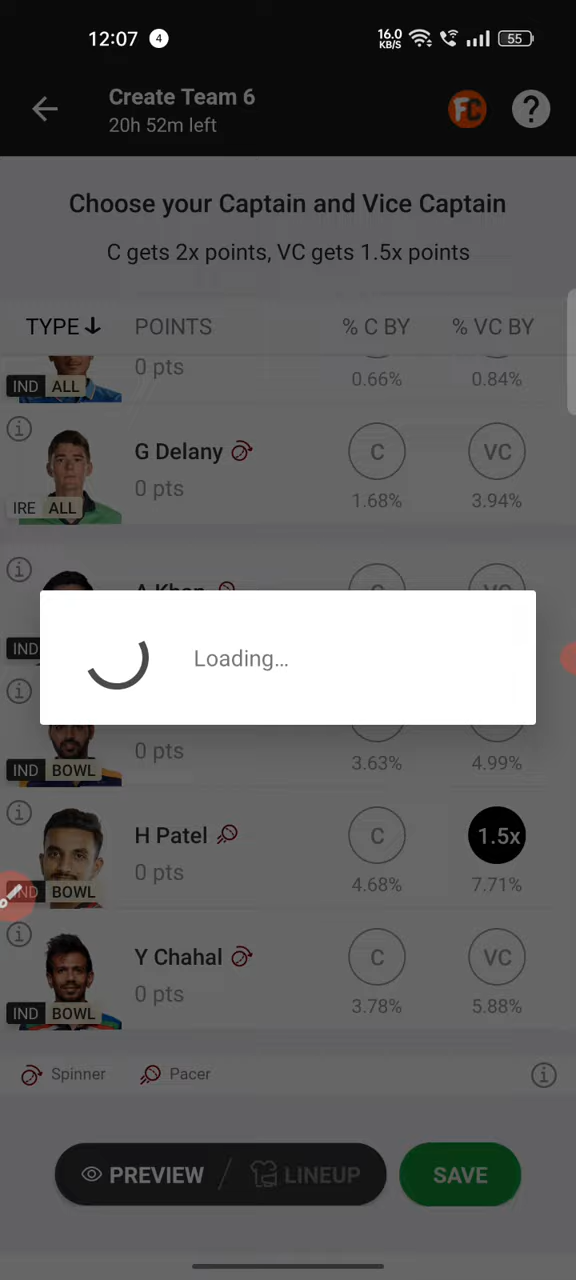 12:07 4 16.0 KB/S 55
Create Team 6
20h 52m left
FC ?
Choose your Captain and Vice Captain
C gets 2x points, VC gets 1.5x points
TYPE POINTS % C BY % VC BY
0 pts
IND ALL 0.66% 0.84%
G Delany C VC
0 pts
IRE ALL 1.68% 3.94%
A Khan C VC
IND
Loading...
0 pts
IND BOWL 3.63% 4.99%
H Patel C 1.5x
0 pts
IND BOWL 4.68% 7.71%
Y Chahal C VC
0 pts
IND BOWL 3.78% 5.88%
Spinner Pacer
PREVIEW / LINEUP SAVE